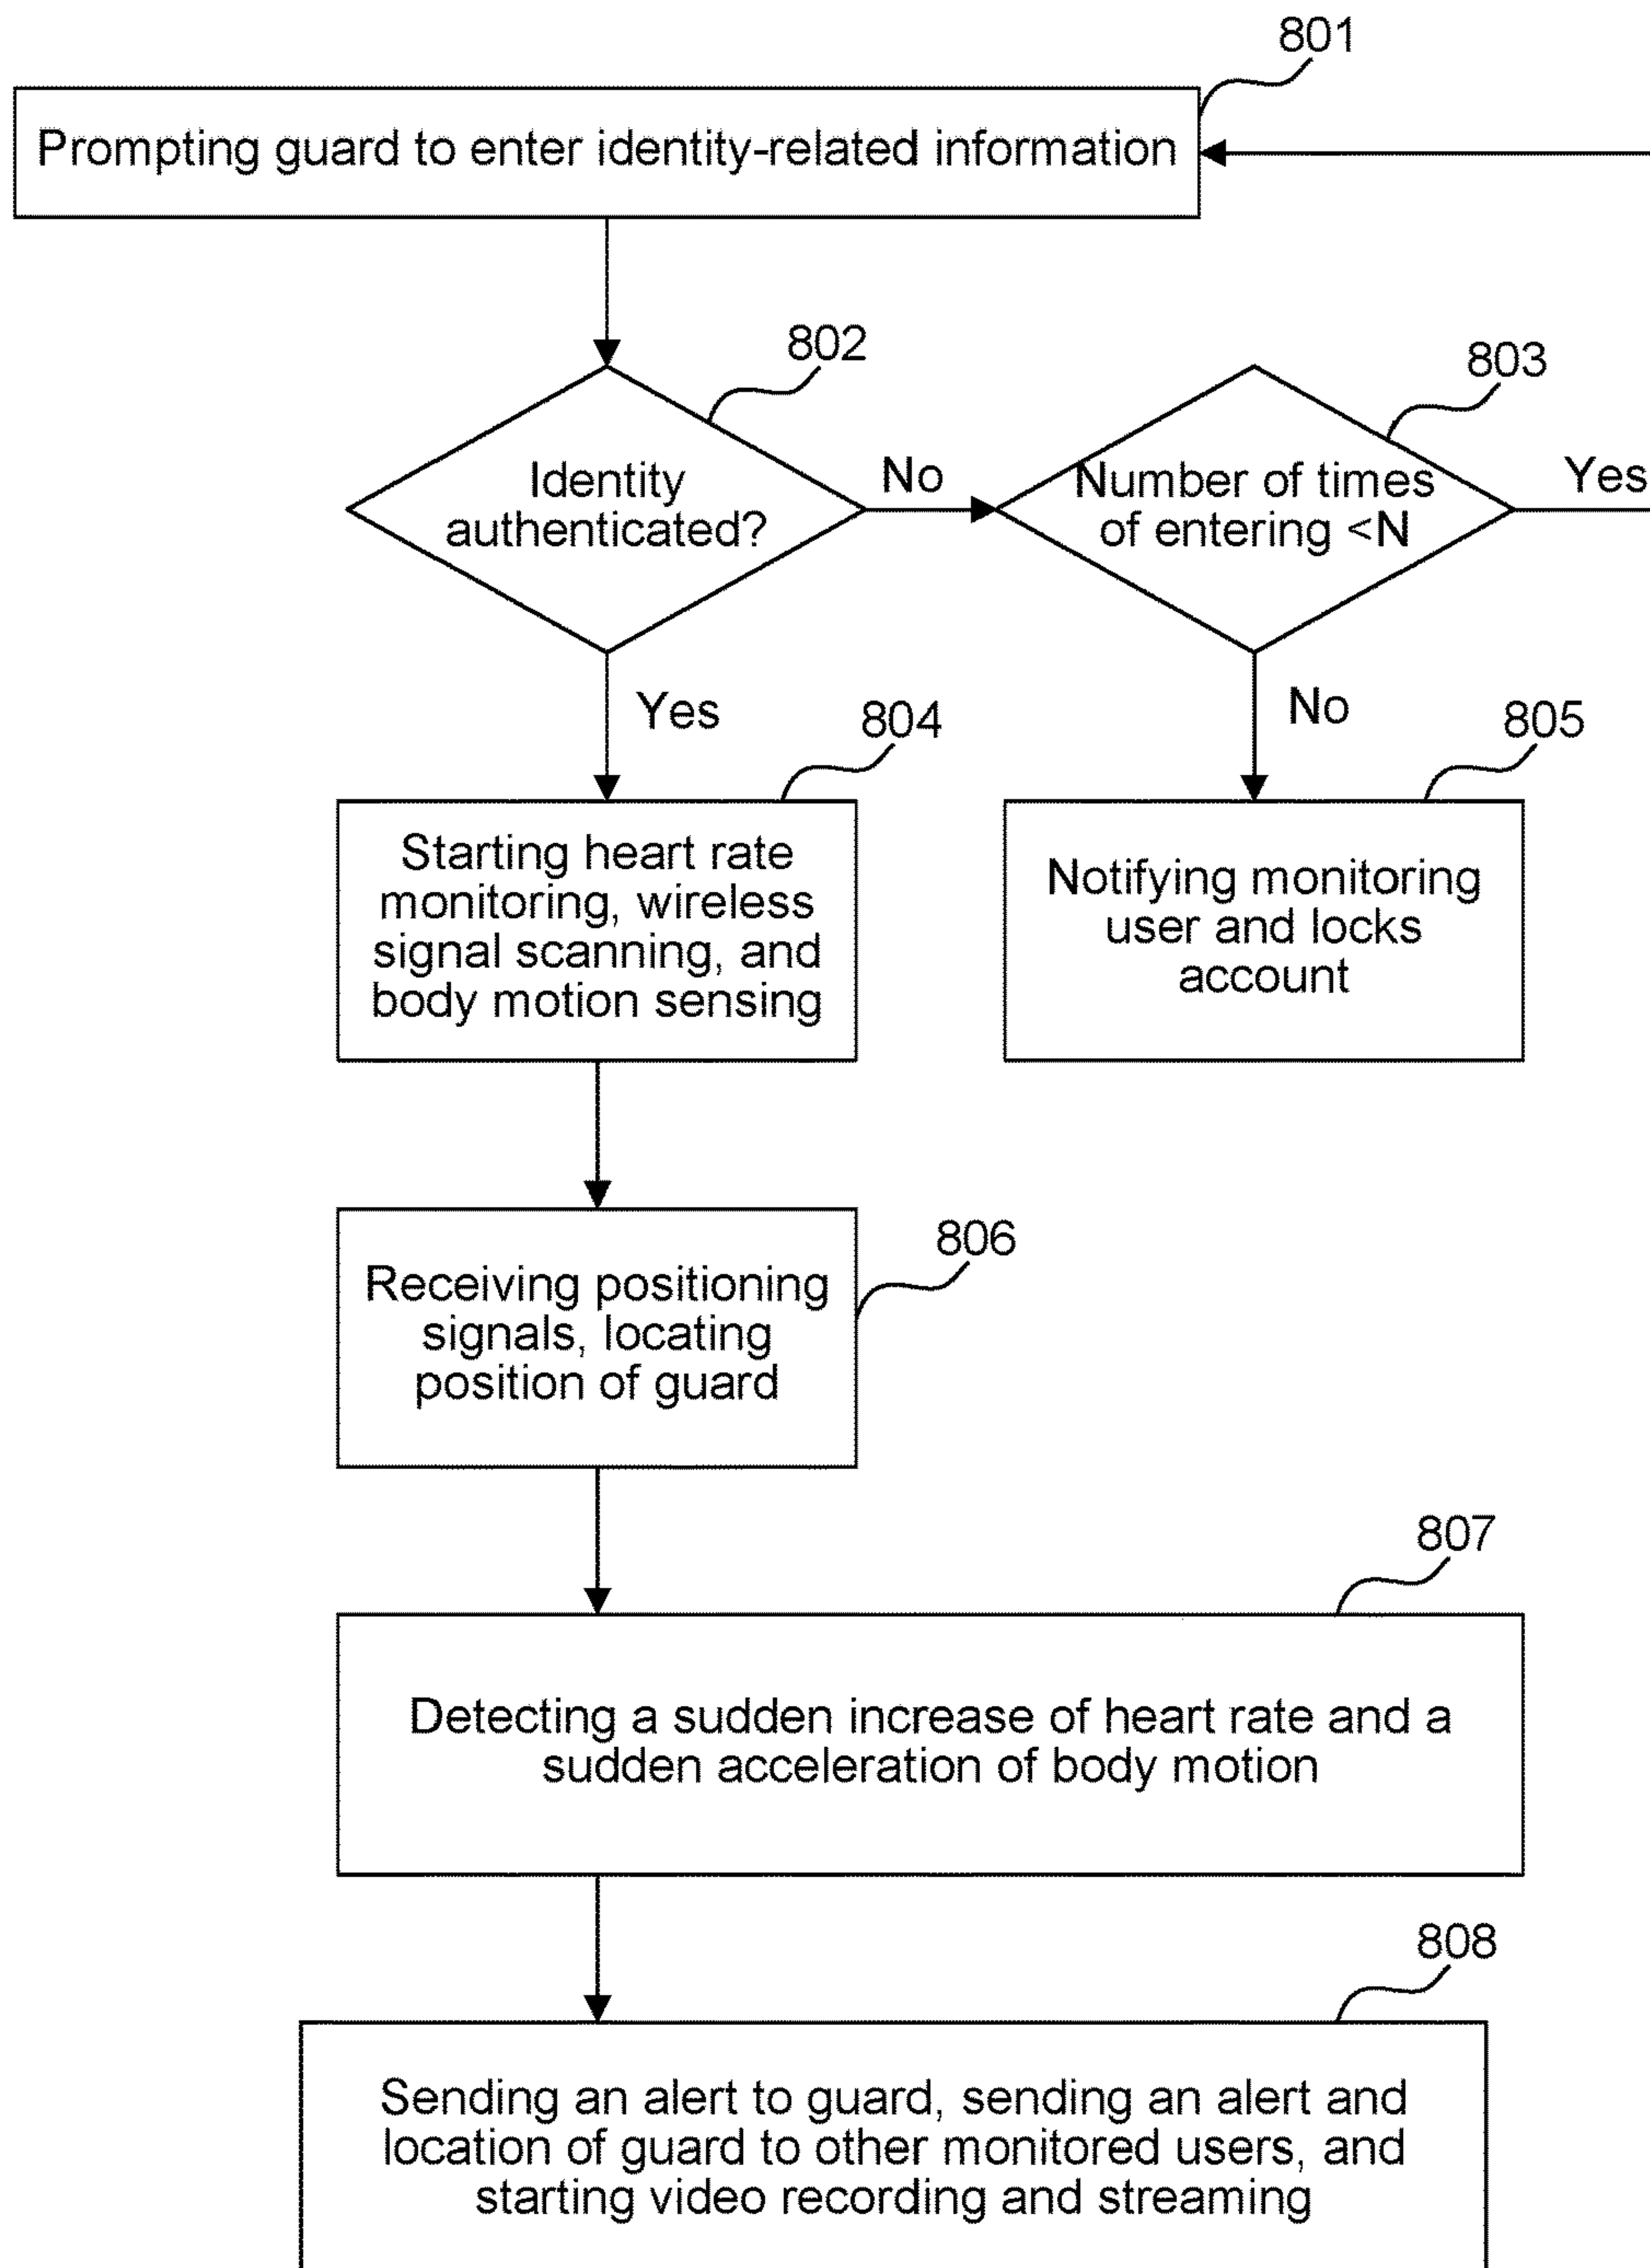 801
Prompting guard to enter identity-related information
802
803
Identity
authenticated?
No
Number of times
of entering <N
Yes
Yes
No
804
805
Starting heart rate
monitoring, wireless
signal scanning, and
body motion sensing
Notifying monitoring
user and locks
account
806
Receiving positioning
signals, locating
position of guard
807
Detecting a sudden increase of heart rate and a
sudden acceleration of body motion
808
Sending an alert to guard, sending an alert and
location of guard to other monitored users, and
starting video recording and streaming